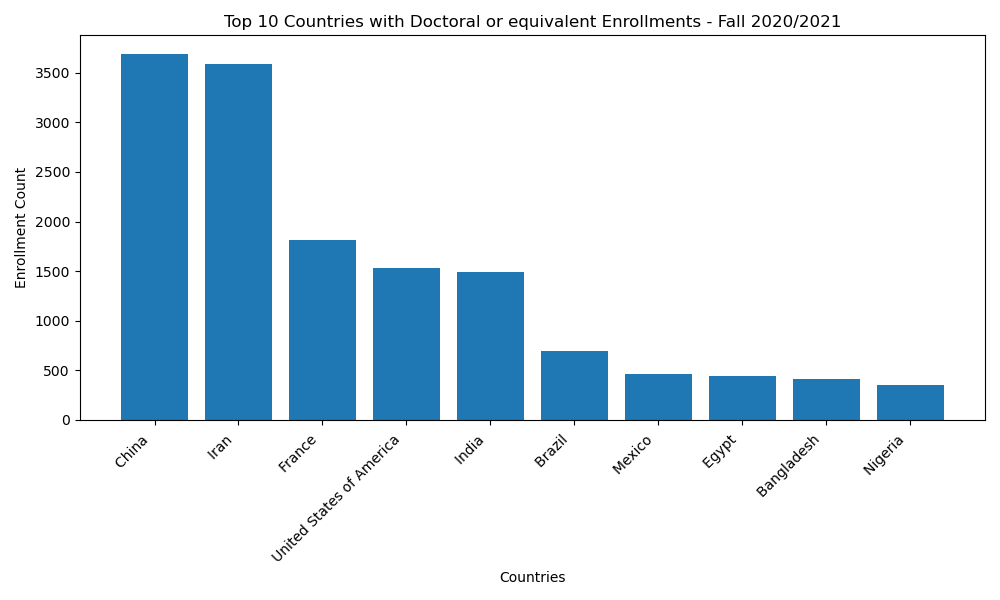 Top 10 Countries with Doctoral or equivalent Enrollments - Fall 2020/2021
Enrollment Count
3500
3000
2500
2000
1500
1000
500
0
China
Iran
France
United States of America
India
Brazil
Mexico
Egypt
Bangladesh
Nigeria
Countries